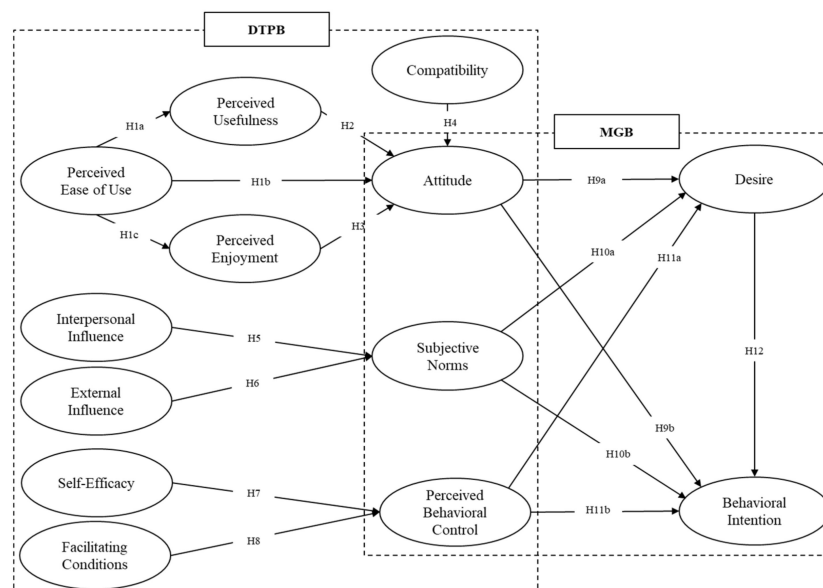 DTPB
Compatibility
Perceived
Usefulness
H1a
H2
H4
MGB
Perceived
Ease of Use
H1b
Attitude
H9a
Desire
H1c
H3
Perceived
Enjoyment
H10a
H11a
Interpersonal
Influence
H5
Subjective
Norms
H12
H6
External
Influence
H9b
H10b
Self-Efficacy
H7
Perceived
Behavioral
Control
H11b
Behavioral
Intention
H8
Facilitating
Conditions